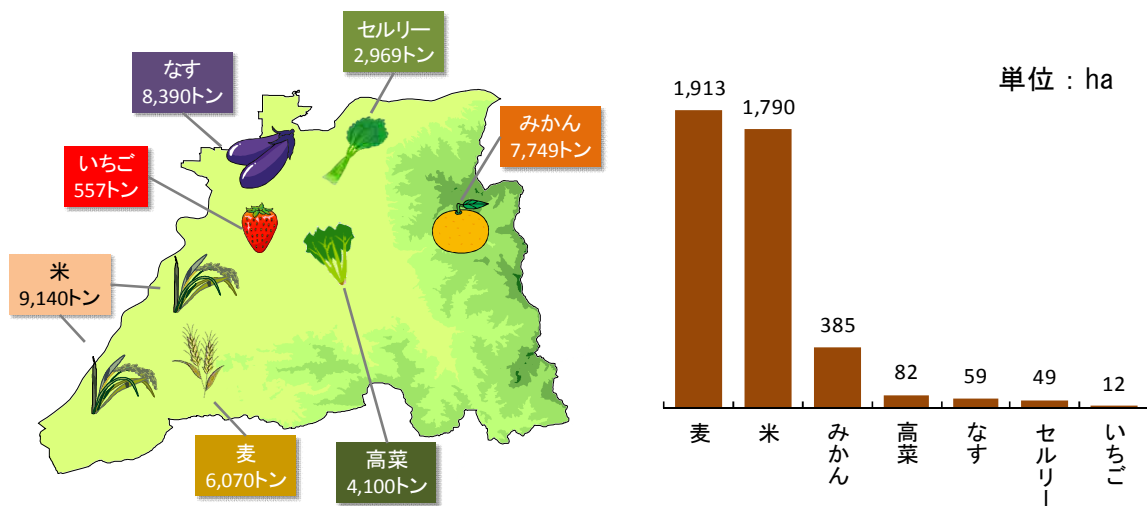 セルリー
2,969トン
なす
8,390トン
みかん
7,749トン
いちご
557トン
米
9,140トン
麦
6,070トン
高菜
4,100トン
単位：ha
1,913
1,790
385
82
59
49
12
麦
米
みかん
高菜
なす
セルリー
いちご